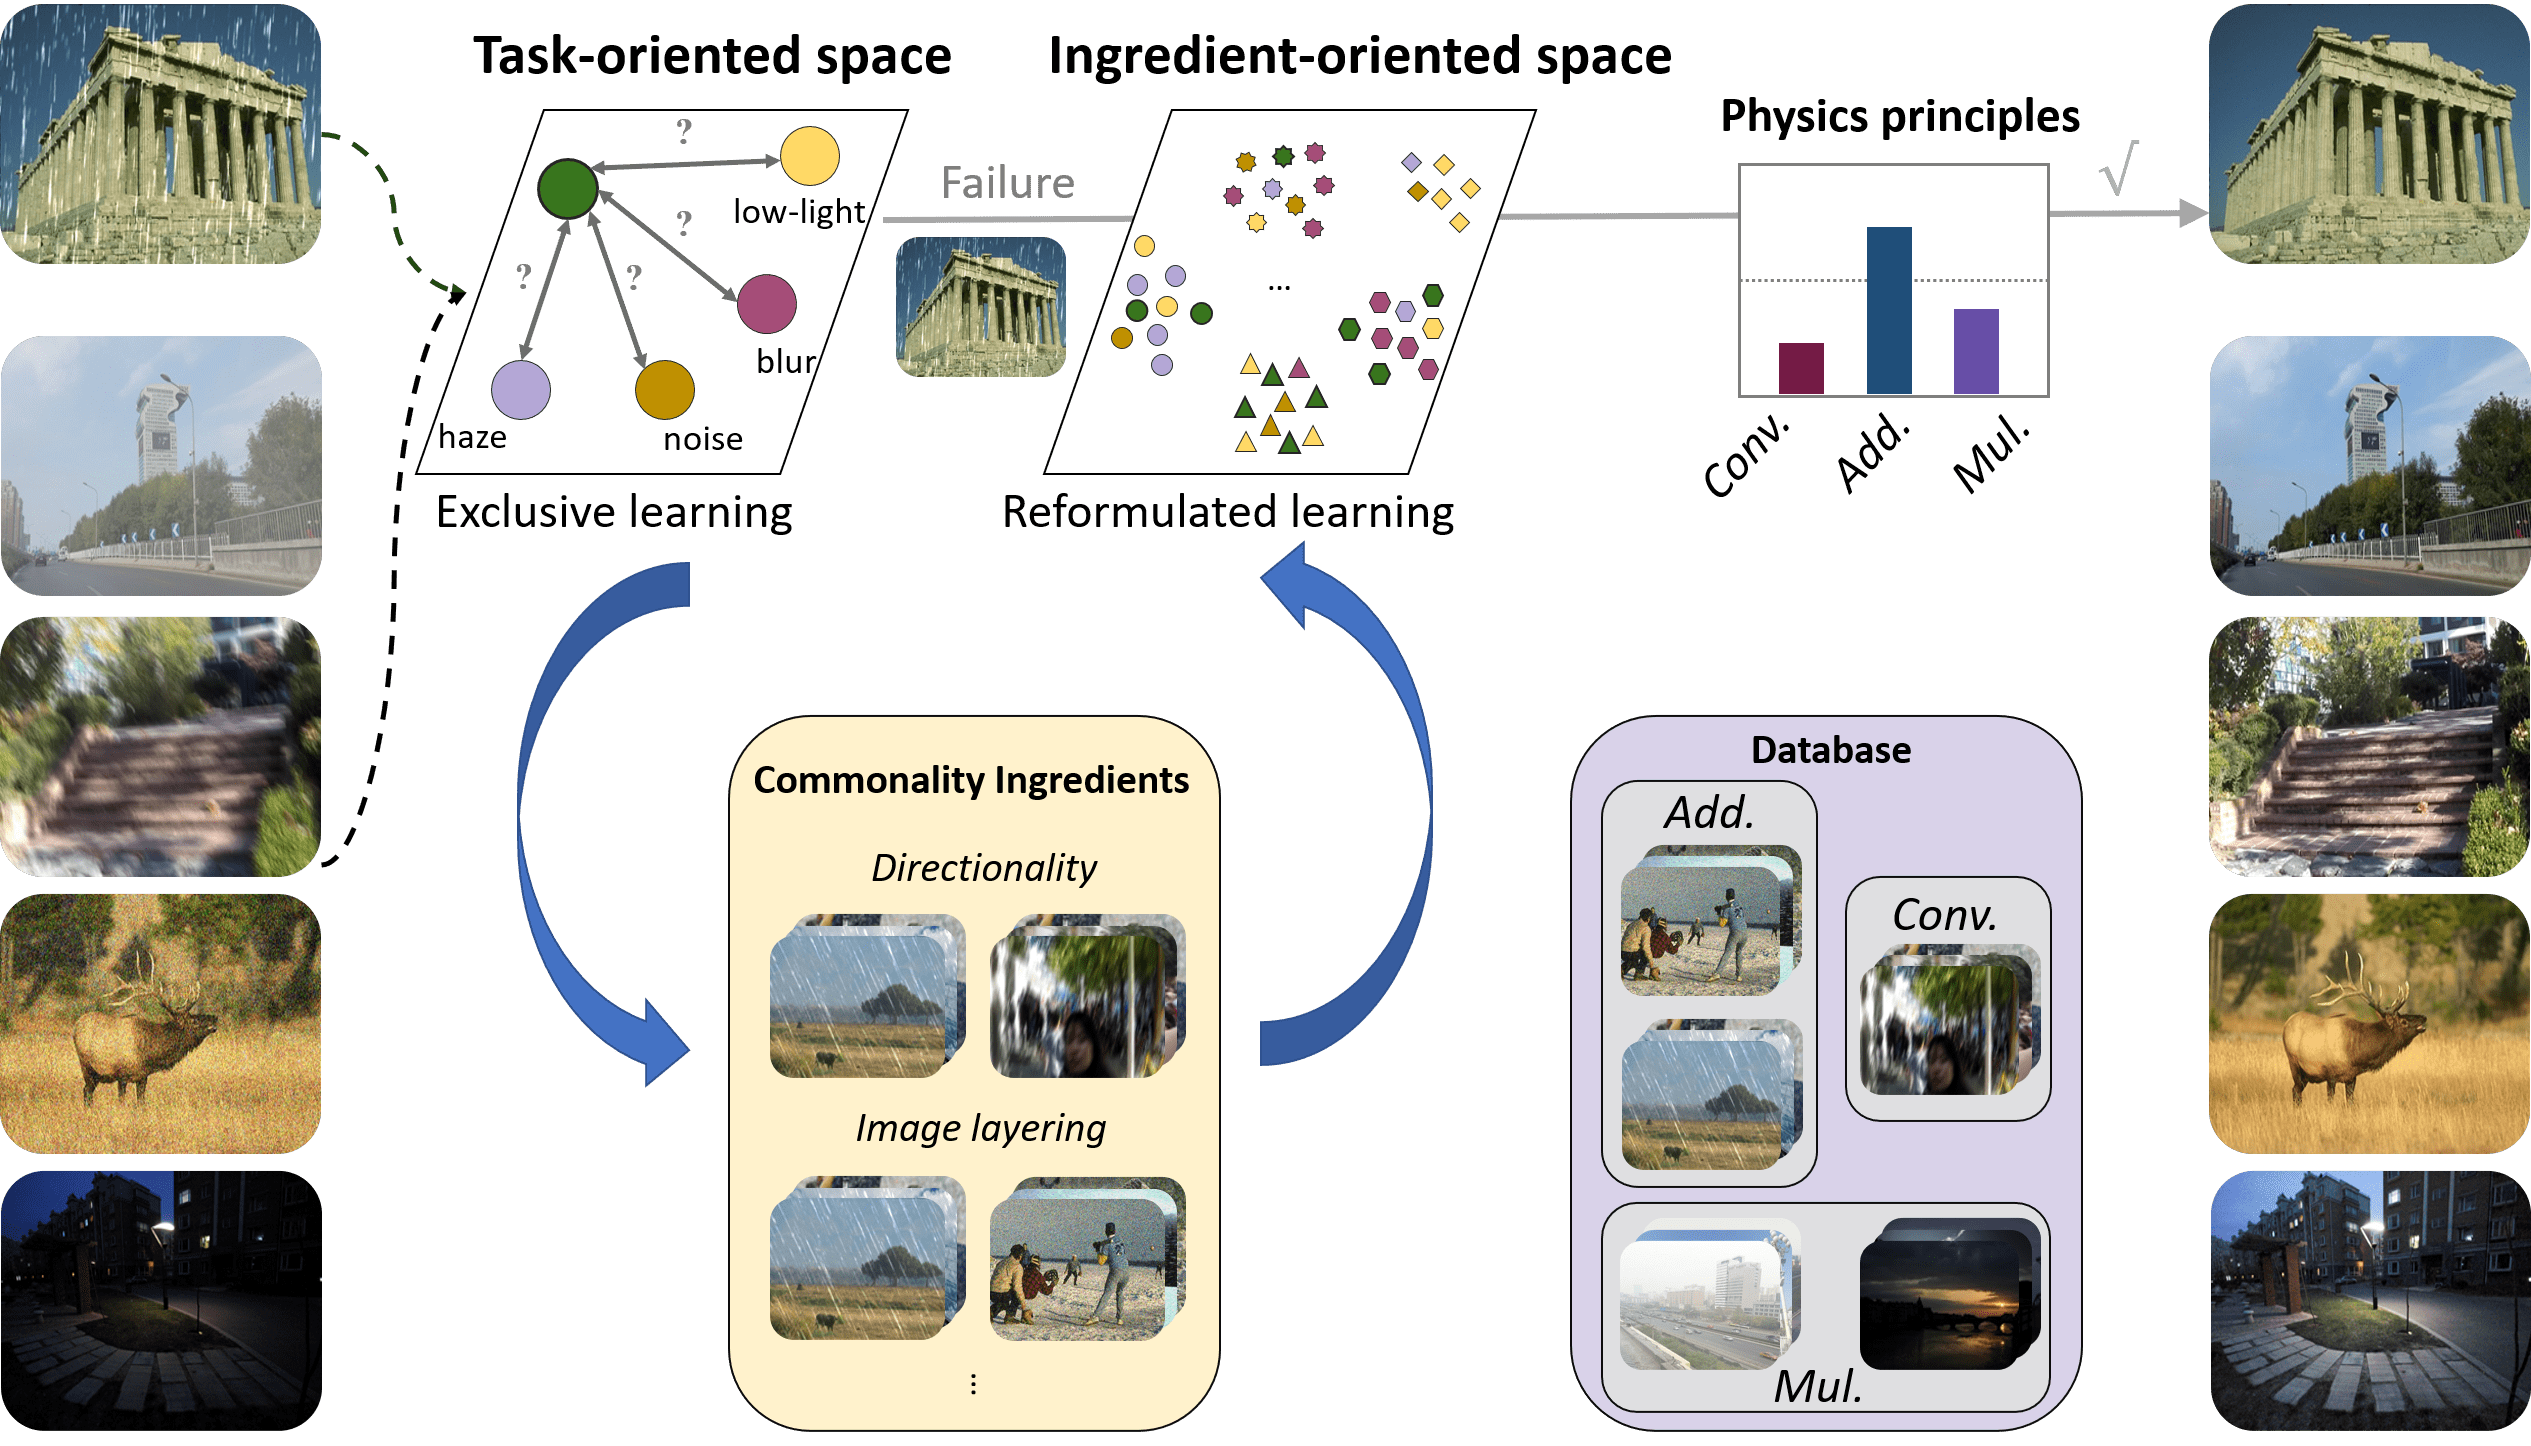 Task-oriented space
Ingredient-oriented space
Physics principles
?
low-light
?
?
?
blur
haze
noise
Failure
...
√
Conv.
Add.
Mul.
Exclusive learning
Reformulated learning
Commonality Ingredients
Directionality
Image layering
...
Database
Add.
Conv.
Mul.